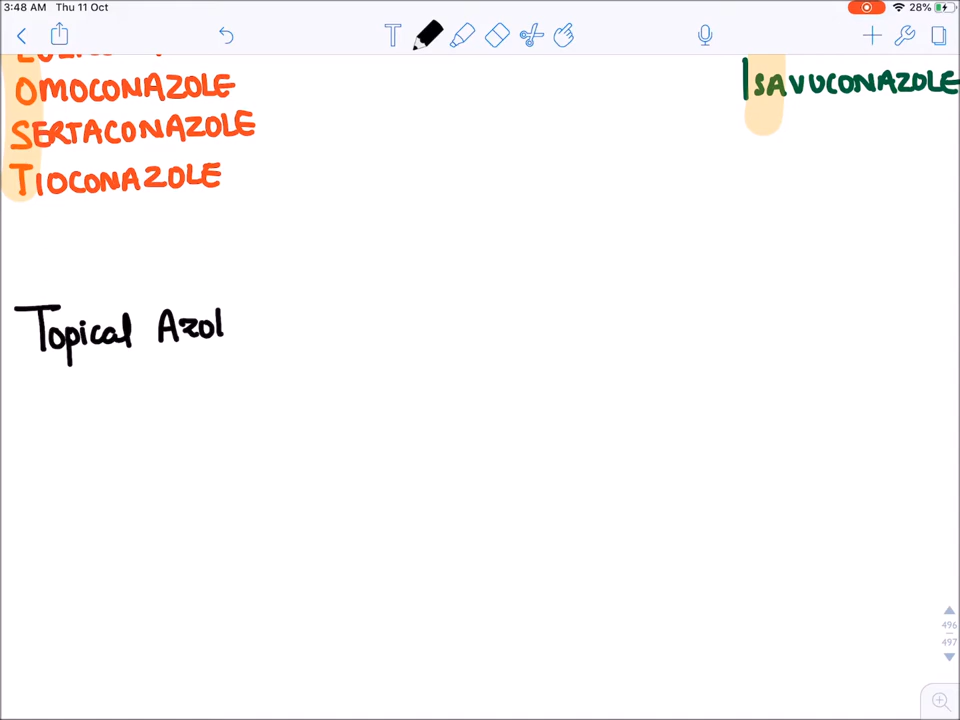 3:48 AM Thu 11 Oct
28%
T
OMOCONAZOLE
SERTACONAZOLE
TIOCONAZOLE
ISAVUCONAZOLE
Topical Azol
496
497